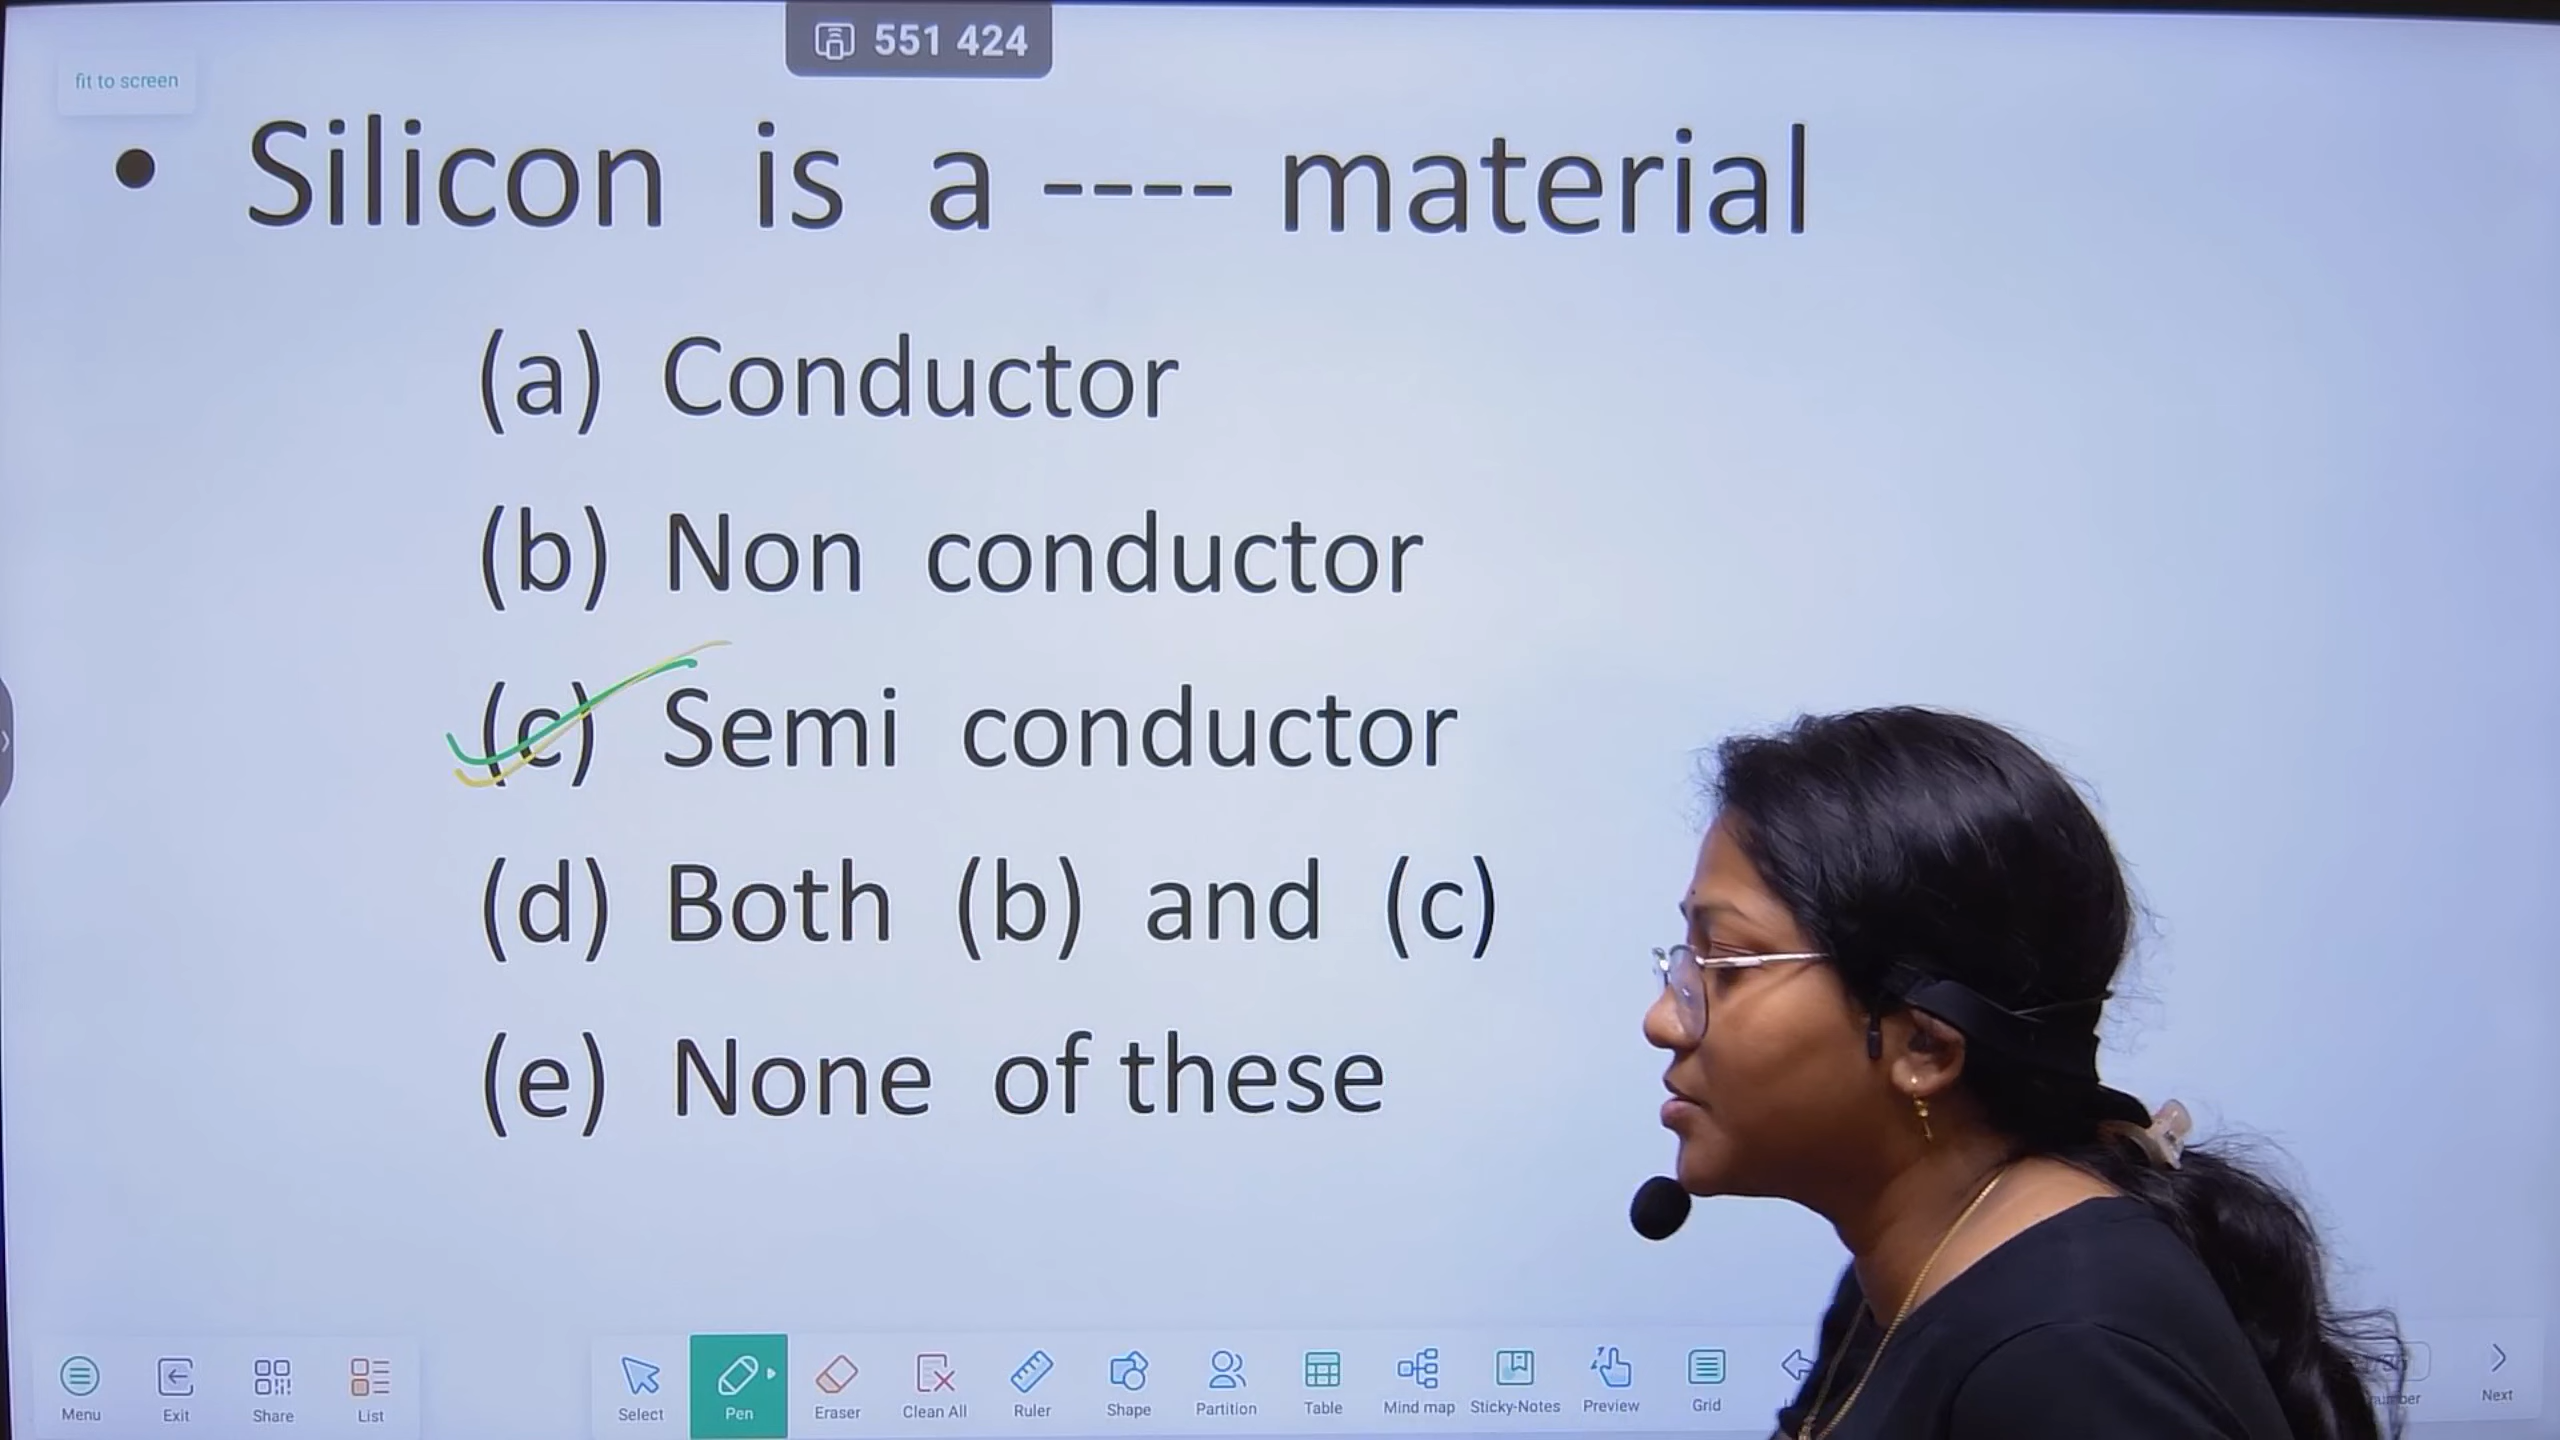 551 424
fit to screen
• Silicon is a ---- material
(a) Conductor
(b) Non conductor
(c) Semi conductor
(d) Both (b) and (c)
(e) None of these
Menu Exit Share List Select Pen Eraser Clean All Ruler Shape Partition Table Mind map Sticky-Notes Preview Grid Next